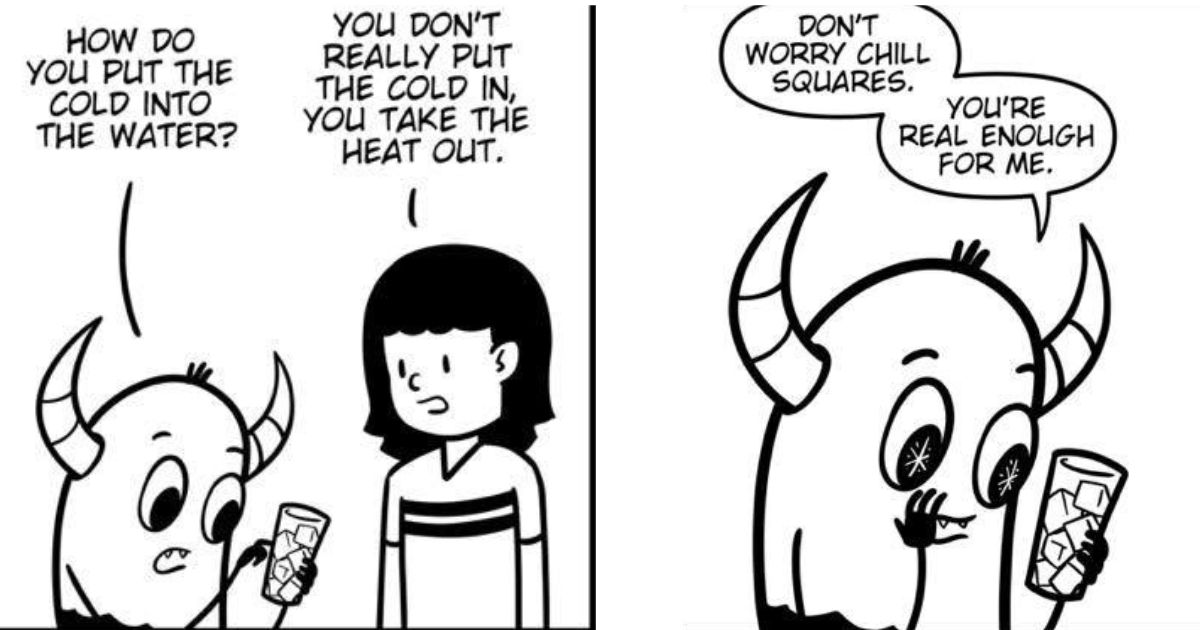 HOW DO
YOU PUT THE
COLD INTO
THE WATER?
YOU DON'T
REALLY PUT
THE COLD IN,
YOU TAKE THE
HEAT OUT.
DON'T
WORRY CHILL
SQUARES.
YOU'RE
REAL ENOUGH
FOR ME.